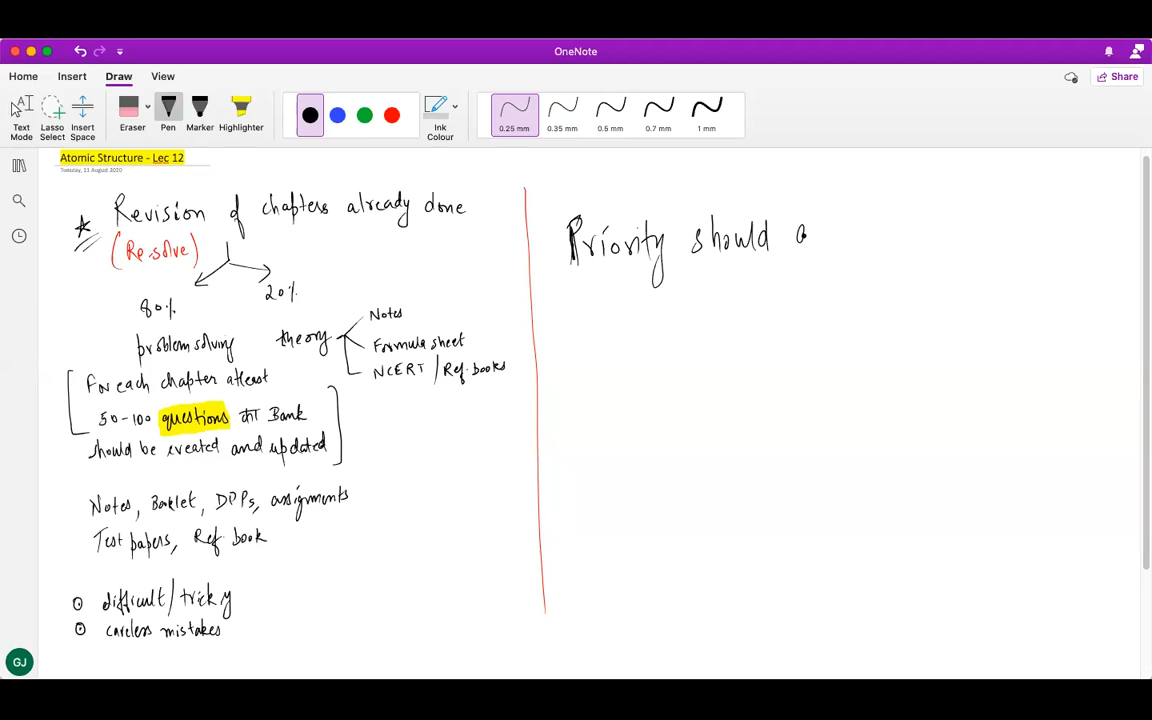 OneNote
Home Insert Draw View
Share
Text Mode
Lasso Select
Insert Space
Eraser
Pen
Marker
Highlighter
Ink Colour
0.25 mm
0.35 mm
0.5 mm
0.7 mm
1 mm
Atomic Structure - Lec 12
Tuesday, 11 August 2020
Revision of chapters already done
(Re-solve)
80%
20%
problem solving
theory
Notes
Formula sheet
NCERT / Ref. books
For each chapter atleast
50-100 questions का Bank
should be created and updated
Notes, Booklet, DPPs, assignments
Test papers, Ref book
difficult/tricky
careless mistakes
Priority should a
GJ